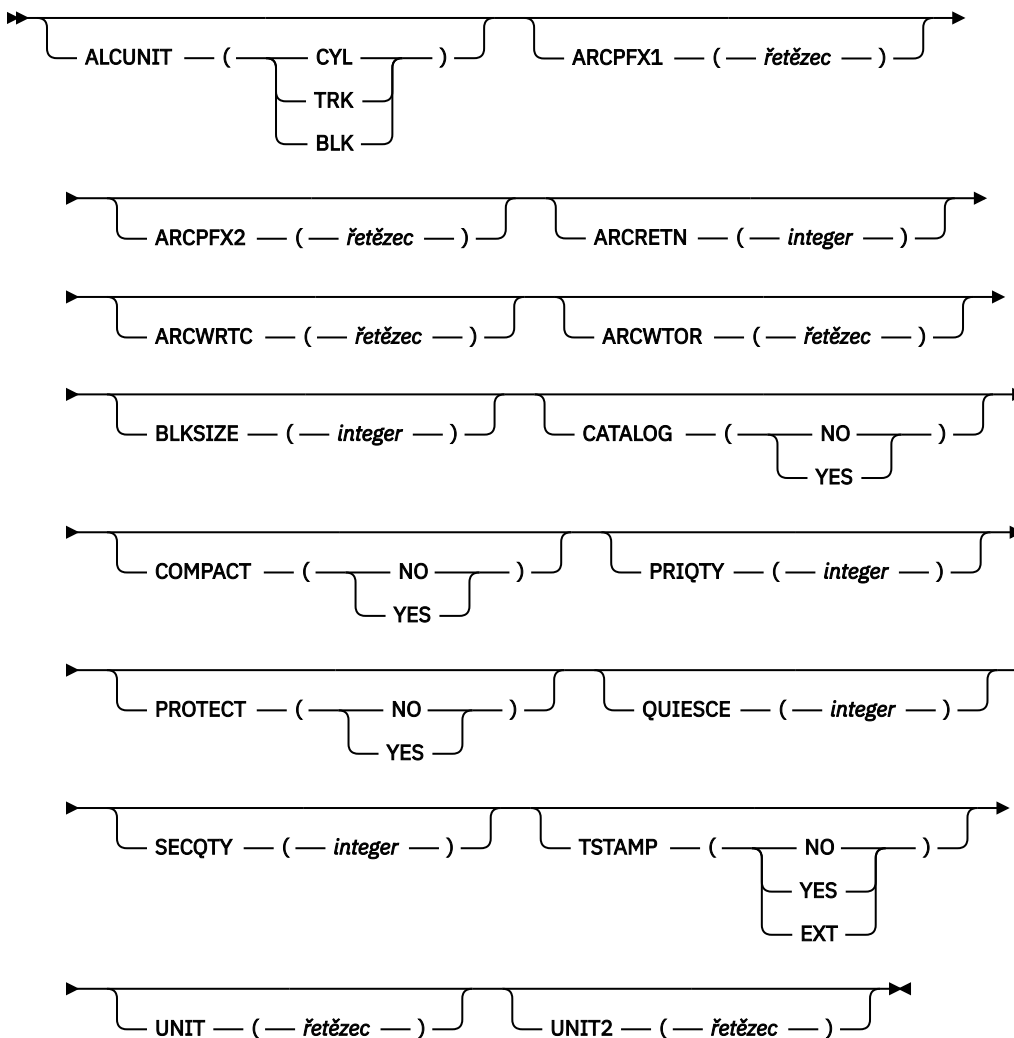 ALCUNIT ( CYL ) ARCPFX1 ( řetězec )
TRK
BLK
ARCPFX2 ( řetězec ) ARCRETN ( integer )
ARCWRTC ( řetězec ) ARCWTOR ( řetězec )
BLKSIZE ( integer ) CATALOG ( NO )
YES
COMPACT ( NO ) PRIQTY ( integer )
YES
PROTECT ( NO ) QUIESCE ( integer )
YES
SECQTY ( integer ) TSTAMP ( NO )
YES
EXT
UNIT ( řetězec ) UNIT2 ( řetězec )